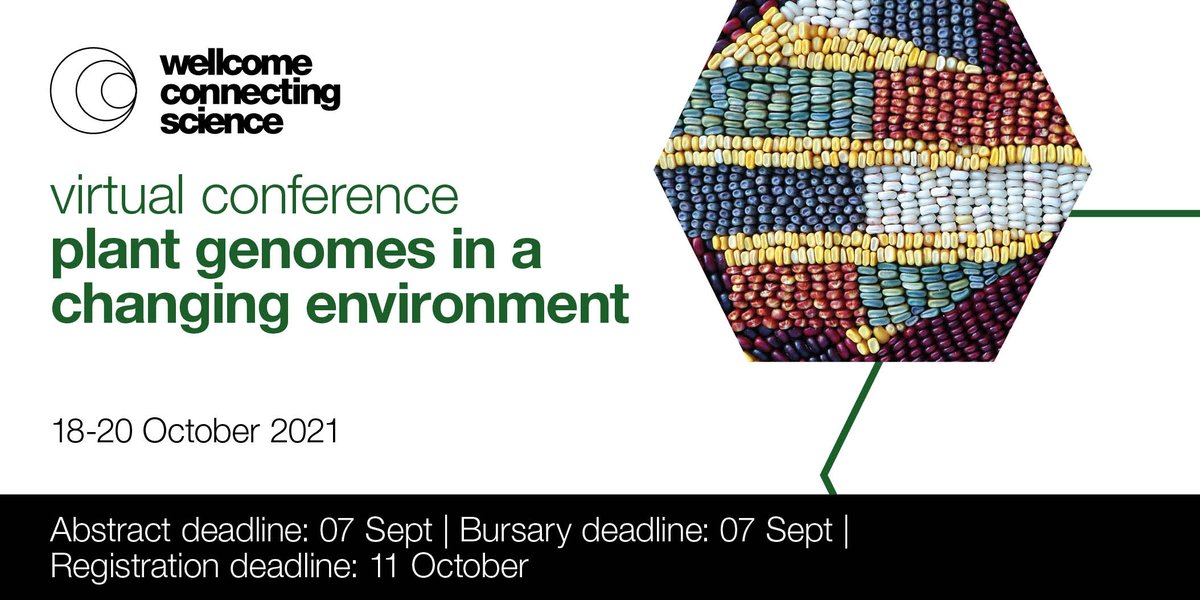 wellcome
connecting
science
virtual conference
plant genomes in a
changing environment
18-20 October 2021
Abstract deadline: 07 Sept | Bursary deadline: 07 Sept |
Registration deadline: 11 October